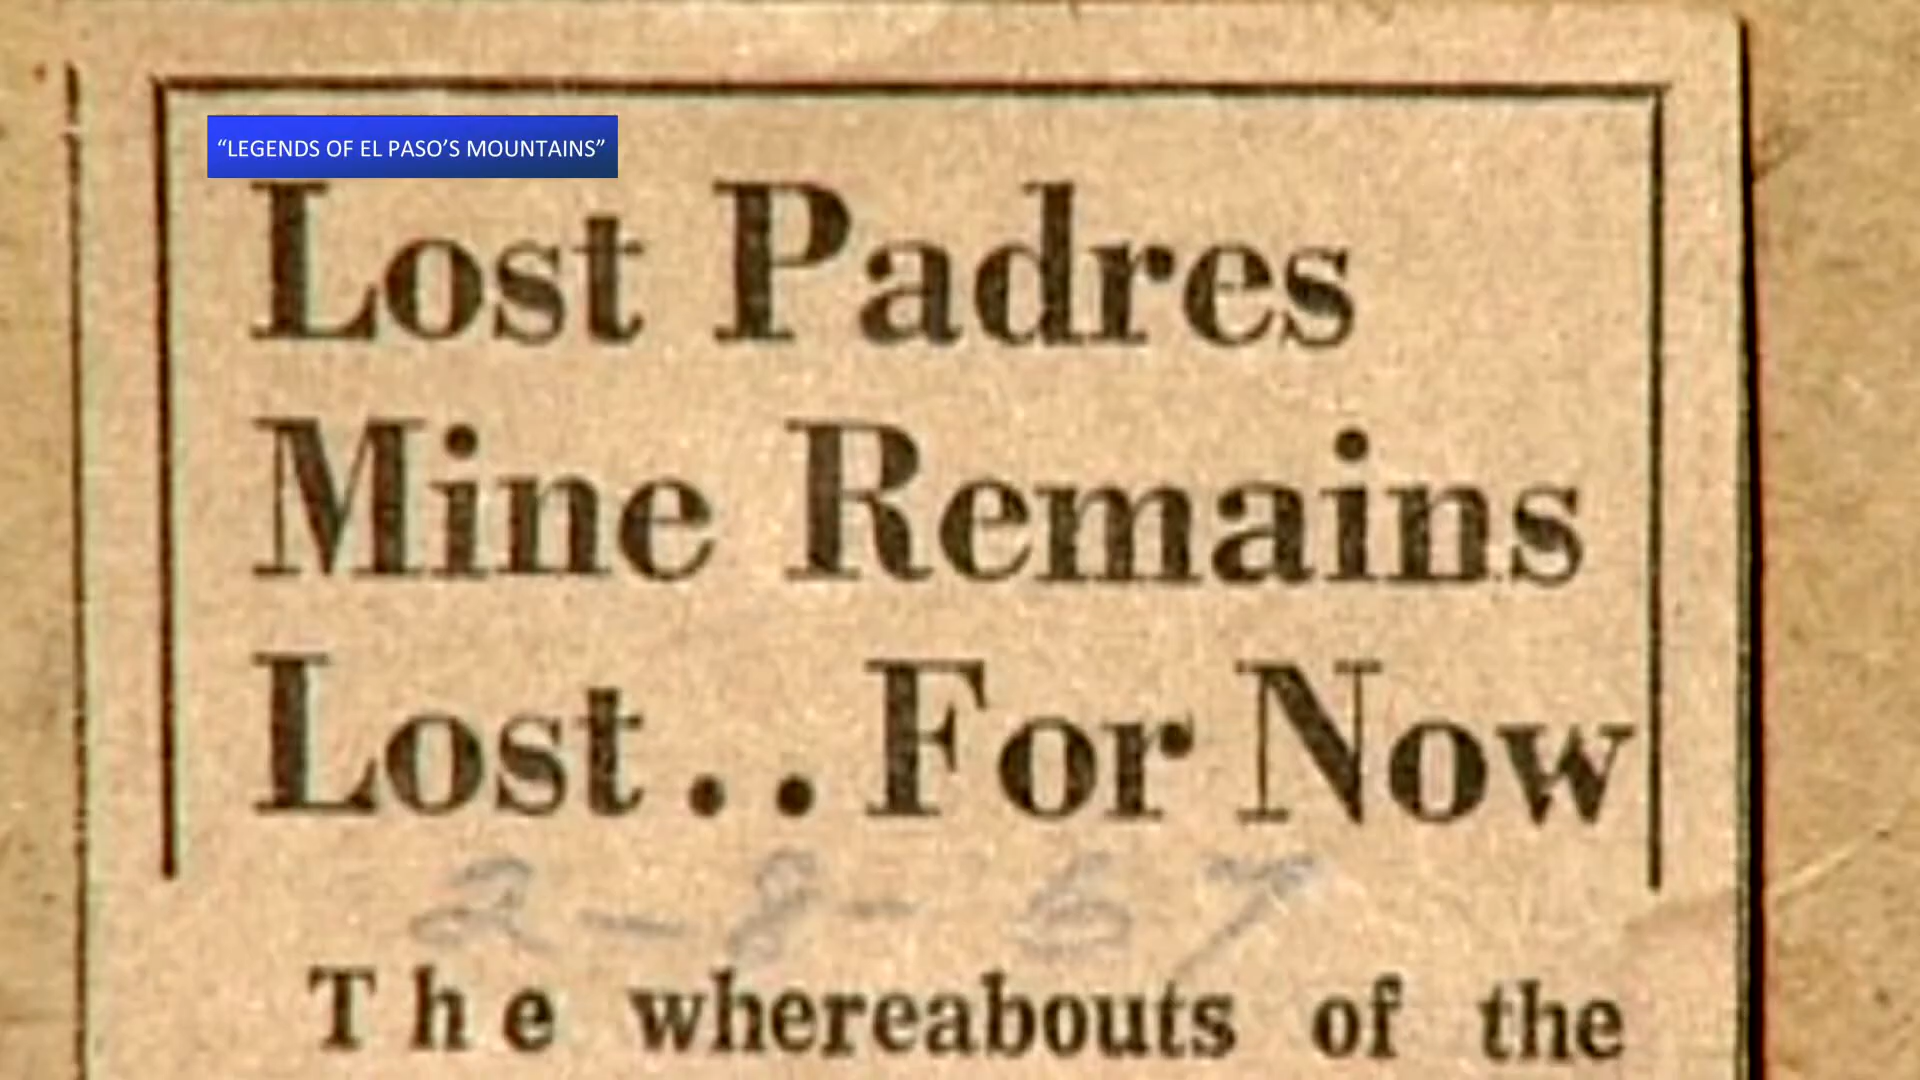 “LEGENDS OF EL PASO’S MOUNTAINS”
Lost Padres
Mine Remains
Lost.. For Now
2-8-67
The whereabouts of the